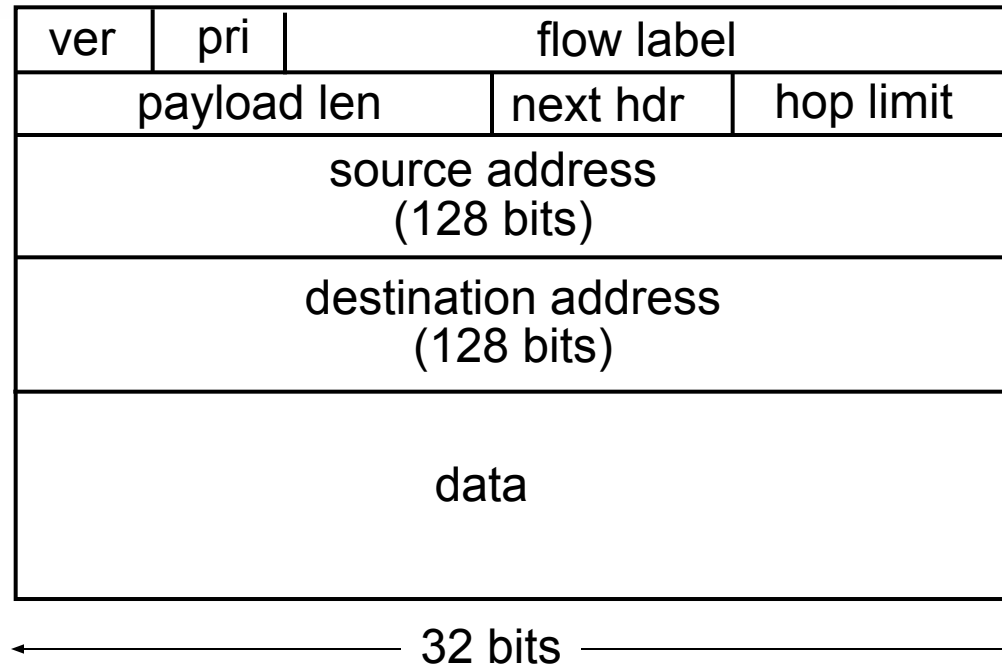 ver pri flow label
payload len next hdr hop limit
source address
(128 bits)
destination address
(128 bits)
data
32 bits